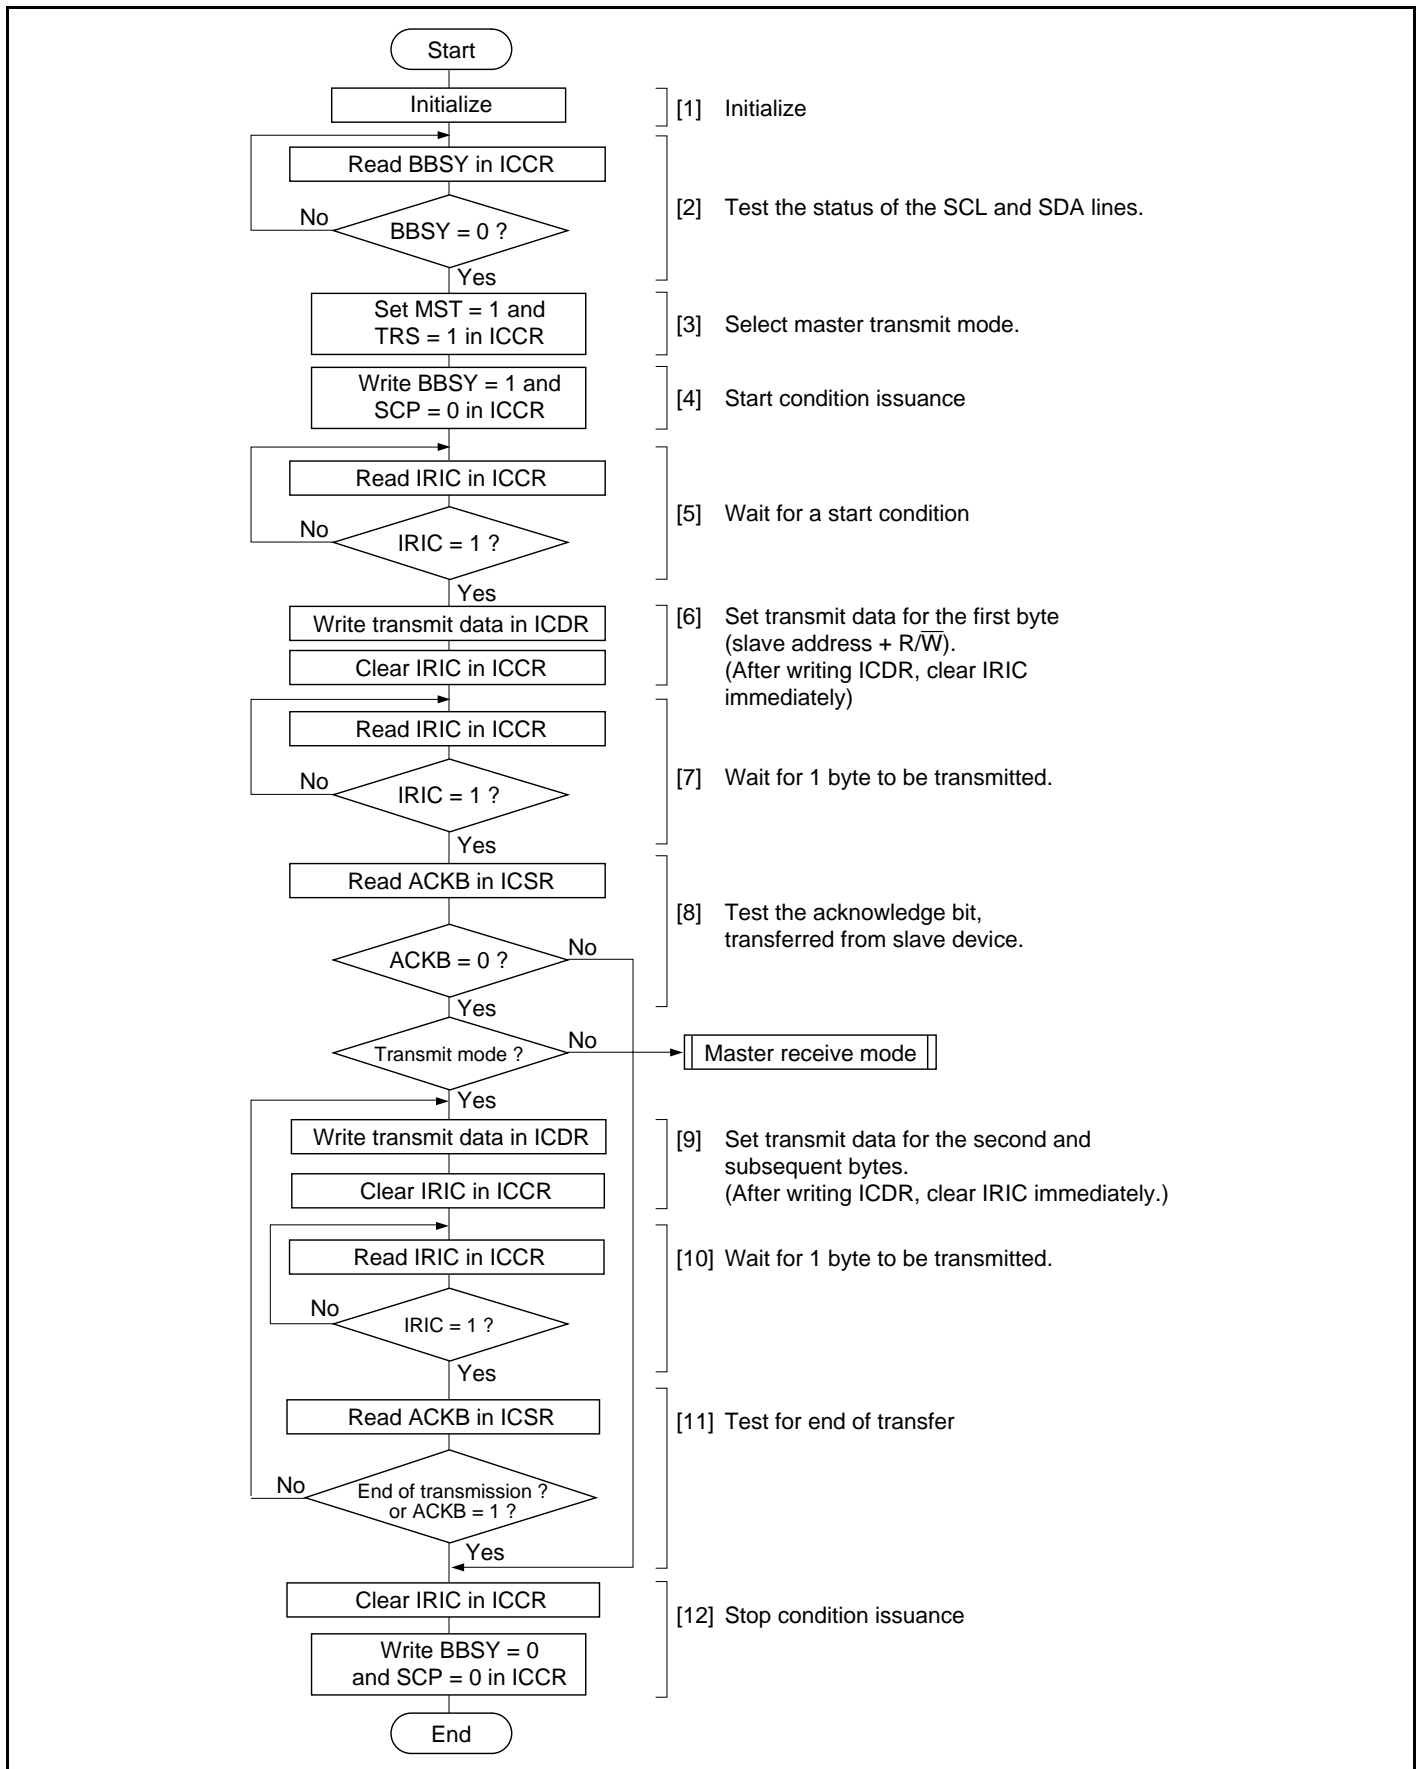 Start
Initialize
[1] Initialize
Read BBSY in ICCR
[2] Test the status of the SCL and SDA lines.
No
BBSY = 0 ?
Yes
Set MST = 1 and
TRS = 1 in ICCR
[3] Select master transmit mode.
Write BBSY = 1 and
SCP = 0 in ICCR
[4] Start condition issuance
Read IRIC in ICCR
[5] Wait for a start condition
No
IRIC = 1 ?
Yes
Write transmit data in ICDR
Clear IRIC in ICCR
[6] Set transmit data for the first byte
(slave address + R/W̅).
(After writing ICDR, clear IRIC
immediately)
Read IRIC in ICCR
No
IRIC = 1 ?
[7] Wait for 1 byte to be transmitted.
Yes
Read ACKB in ICSR
[8] Test the acknowledge bit,
transferred from slave device.
No
ACKB = 0 ?
Yes
Transmit mode ?
No
Master receive mode
Yes
Write transmit data in ICDR
Clear IRIC in ICCR
[9] Set transmit data for the second and
subsequent bytes.
(After writing ICDR, clear IRIC immediately.)
Read IRIC in ICCR
[10] Wait for 1 byte to be transmitted.
No
IRIC = 1 ?
Yes
Read ACKB in ICSR
[11] Test for end of transfer
No
End of transmission ?
or ACKB = 1 ?
Yes
Clear IRIC in ICCR
[12] Stop condition issuance
Write BBSY = 0
and SCP = 0 in ICCR
End